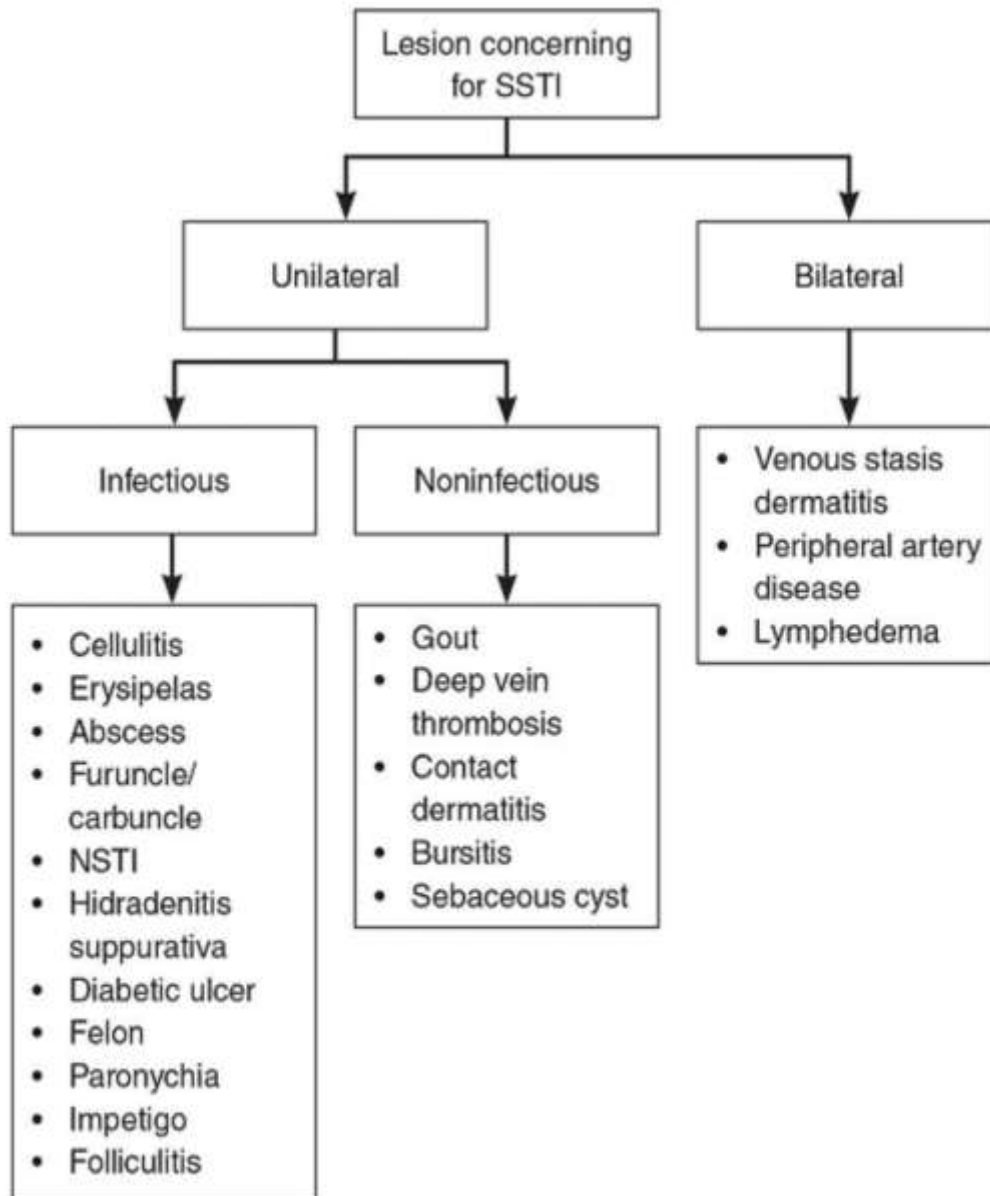 Lesion concerning
for SSTI
Unilateral
Bilateral
Infectious
Noninfectious
• Venous stasis
dermatitis
• Peripheral artery
disease
• Lymphedema
• Cellulitis
• Erysipelas
• Abscess
• Furuncle/
carbuncle
• NSTI
• Hidradenitis
suppurativa
• Diabetic ulcer
• Felon
• Paronychia
• Impetigo
• Folliculitis
• Gout
• Deep vein
thrombosis
• Contact
dermatitis
• Bursitis
• Sebaceous cyst